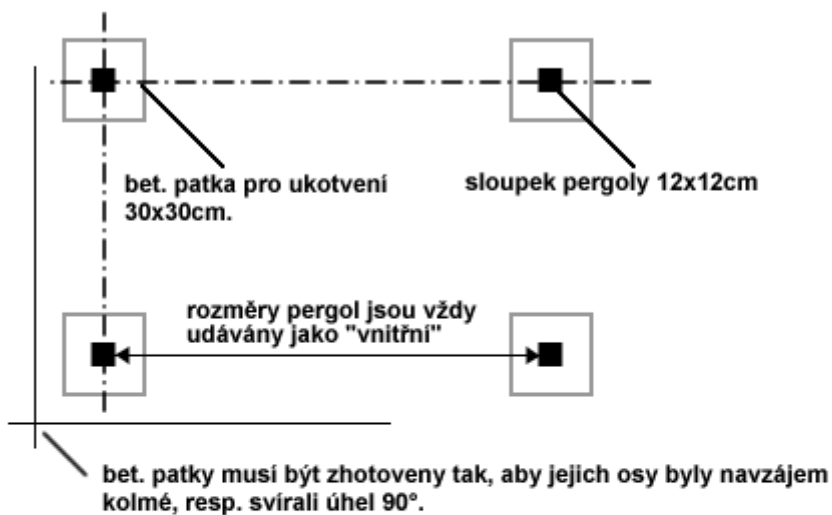 bet. patka pro ukotvení
30x30cm.
sloupek pergoly 12x12cm
rozměry pergol jsou vždy
udávány jako "vnitřní"
bet. patky musí být zhotoveny tak, aby jejich osy byly navzájem
kolmé, resp. svírali úhel 90°.